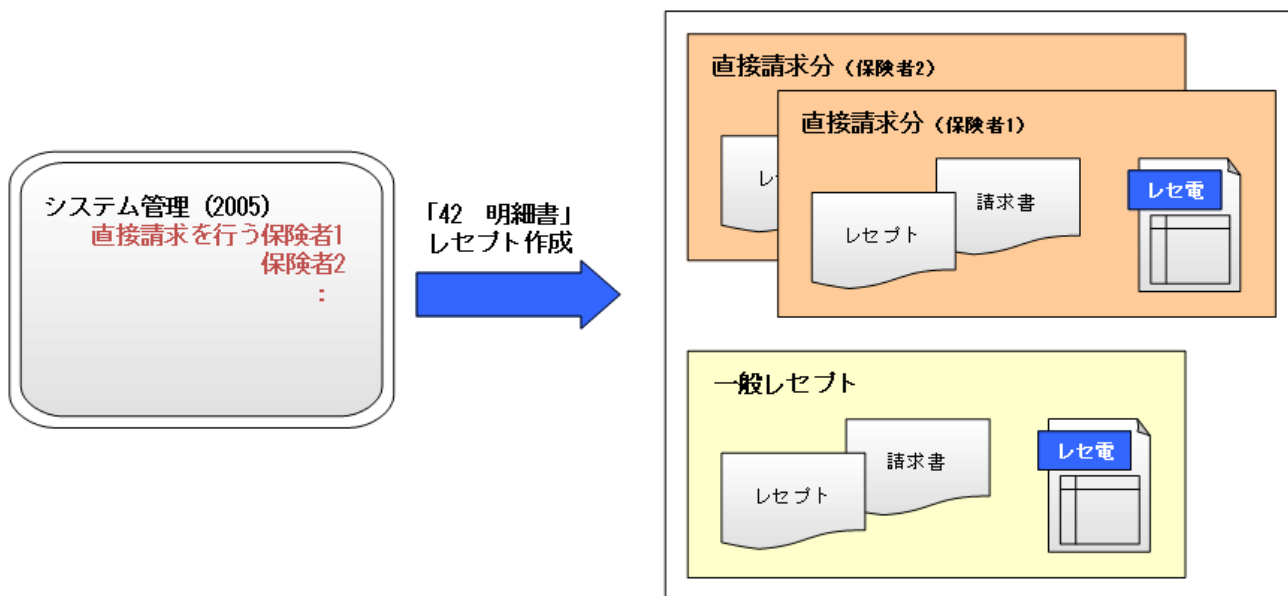 システム管理（2005）
直接請求を行う保険者1
保険者2
：
「42　明細書」
レセプト作成
直接請求分（保険者2）
レ
直接請求分（保険者1）
レセプト
請求書
レセ電
一般レセプト
レセプト
請求書
レセ電